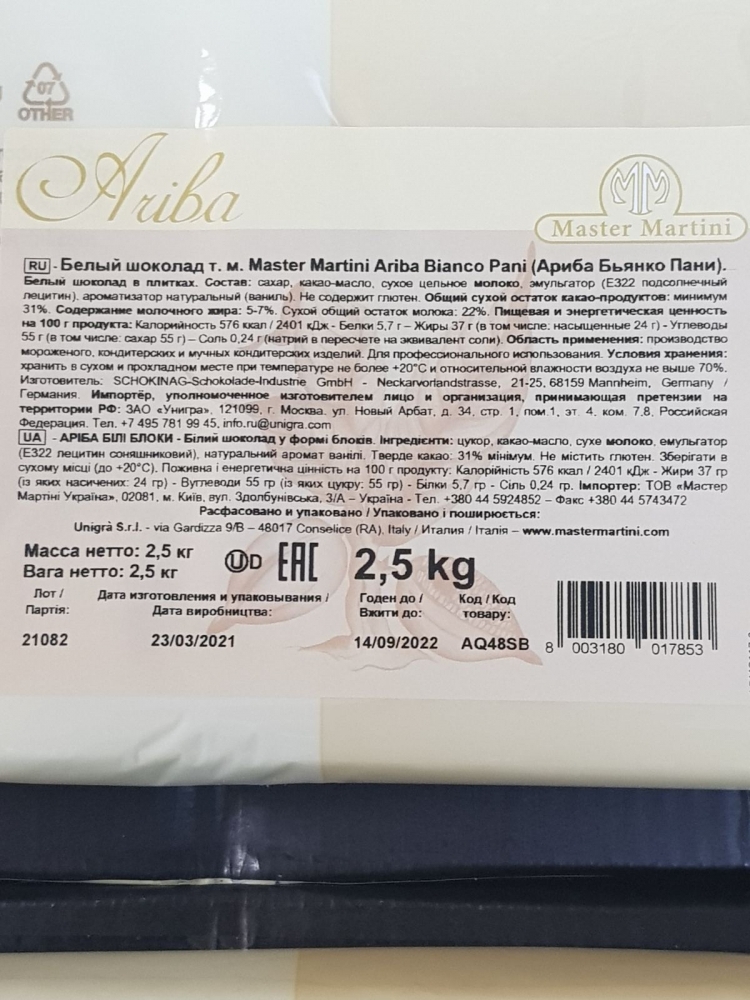 07
OTHER
Ariba
Master Martini
RU - Белый шоколад т. м. Master Martini Ariba Bianco Pani (Ариба Бьянко Пани).
Белый шоколад в плитках. Состав: сахар, какао-масло, сухое цельное молоко, эмульгатор (E322 подсолнечный
лецитин), ароматизатор натуральный (ваниль). Не содержит глютен. Общий сухой остаток какао-продуктов: минимум
31%. Содержание молочного жира: 5-7%. Сухой общий остаток молока: 22%. Пищевая и энергетическая ценность
на 100 г продукта: Калорийность 576 ккал / 2401 кДж - Белки 5,7 г – Жиры 37 г (в том числе: насыщенные 24 г) - Углеводы
55 г (в том числе: сахар 55 г) – Соль 0,24 г (натрий в пересчете на эквивалент соли). Область применения: производство
мороженого, кондитерских и мучных кондитерских изделий. Для профессионального использования. Условия хранения:
хранить в сухом и прохладном месте при температуре не более +20°С и относительной влажности воздуха не выше 70%.
Изготовитель: SCHOKINAG-Schokolade-Industrie GmbH - Neckarvorlandstrasse, 21-25, 68159 Mannheim, Germany /
Германия. Импортёр, уполномоченное изготовителем лицо и организация, принимающая претензии на
территории РФ: ЗАО «Унигра», 121099, г. Москва, ул. Новый Арбат, д. 34, стр. 1, пом.1, эт. 4, ком. 7,8, Российская
Федерация. Тел. +7 495 781 99 45, info.ru@unigra.com
UA - АРІБА БІЛІ БЛОКИ - Білий шоколад у формі блоків. Інгредієнти: цукор, какао-масло, сухе молоко, емульгатор
(E322 лецитин соняшниковий), натуральний аромат ванілі. Тверде какао: 31% мінімум. Не містить глютен. Зберігати в
сухому місці (до +20°С). Поживна і енергетична цінність на 100 г продукту: Калорійність 576 ккал / 2401 кДж - Жири 37 гр
(із яких насичених: 24 гр) - Вуглеводи 55 гр (із яких цукру: 55 гр) - Білки 5,7 гр - Сіль 0,24 гр. Імпортер: ТОВ «Мастер
Мартіні Україна», 02081, м. Київ, вул. Здолбунівська, 3/А – Україна - Тел. +380 44 5924852 – Факс +380 44 5743472
Расфасовано и упаковано / Упаковано і поширюється:
Unigrà S.r.l. - via Gardizza 9/B – 48017 Conselice (RA), Italy / Италия / Італія – www.mastermartini.com
Масса нетто: 2,5 кг
Вага нетто: 2,5 кг
UD EAC 2,5 kg
Лот / Партія:
Дата изготовления и упаковывания / Дата виробництва:
Годен до / Вжити до:
Код / Код товару:
21082 23/03/2021 14/09/2022 AQ48SB
8 003180 017853